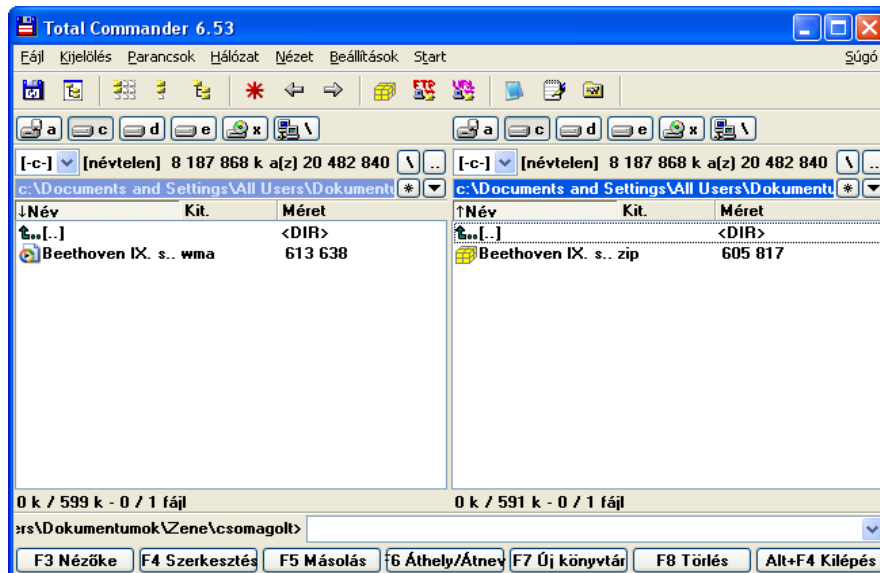 Total Commander 6.53
Fájl Kijelölés Parancsok Hálózat Nézet Beállítások Start Súgó
FTP
a c d e x \ a c d e x \
[-c-] [névtelen] 8 187 868 k a(z) 20 482 840 \ .. [-c-] [névtelen] 8 187 868 k a(z) 20 482 840 \ ..
c:\Documents and Settings\All Users\Dokumentu * ▼ c:\Documents and Settings\All Users\Dokumentu * ▼
↓Név Kit. Méret ↑Név Kit. Méret
[..] <DIR> [..] <DIR>
Beethoven IX. s.. wma 613 638 Beethoven IX. s.. zip 605 817
0 k / 599 k - 0 / 1 fájl 0 k / 591 k - 0 / 1 fájl
ers\Dokumentumok\Zene\csomagolt>
F3 Nézőke F4 Szerkesztés F5 Másolás F6 Áthely/Átnev F7 Új könyvtár F8 Törlés Alt+F4 Kilépés